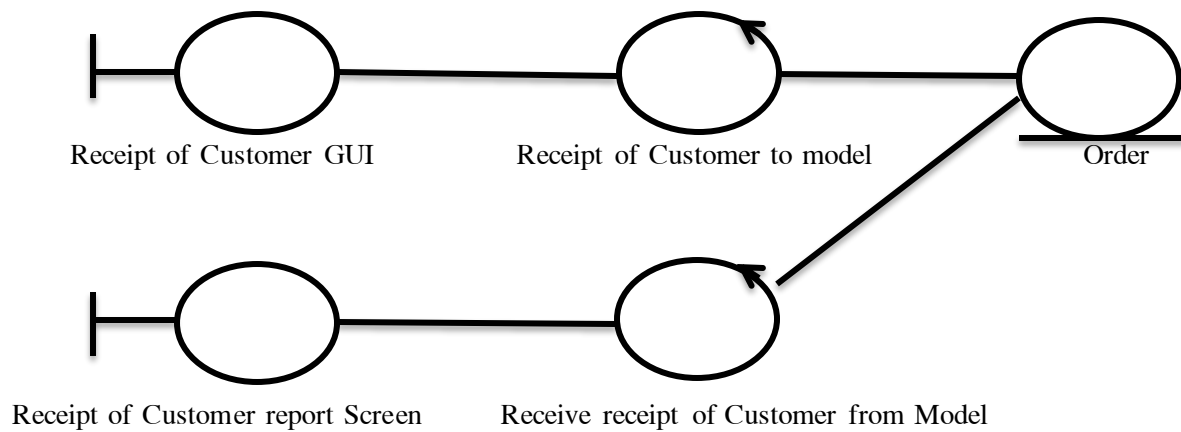 Receipt of Customer GUI
Receipt of Customer to model
Order
Receipt of Customer report Screen
Receive receipt of Customer from Model